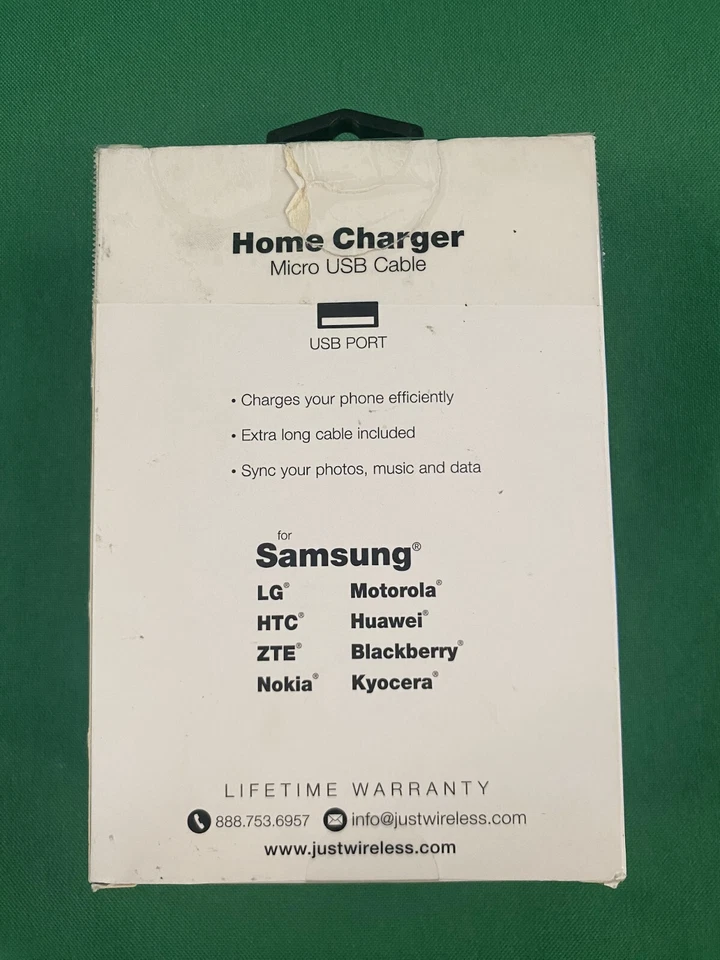 Home Charger
Micro USB Cable
USB PORT
• Charges your phone efficiently
• Extra long cable included
• Sync your photos, music and data
for
Samsung®
LG® Motorola®
HTC® Huawei®
ZTE® Blackberry®
Nokia® Kyocera®
LIFETIME WARRANTY
888.753.6957 info@justwireless.com
www.justwireless.com